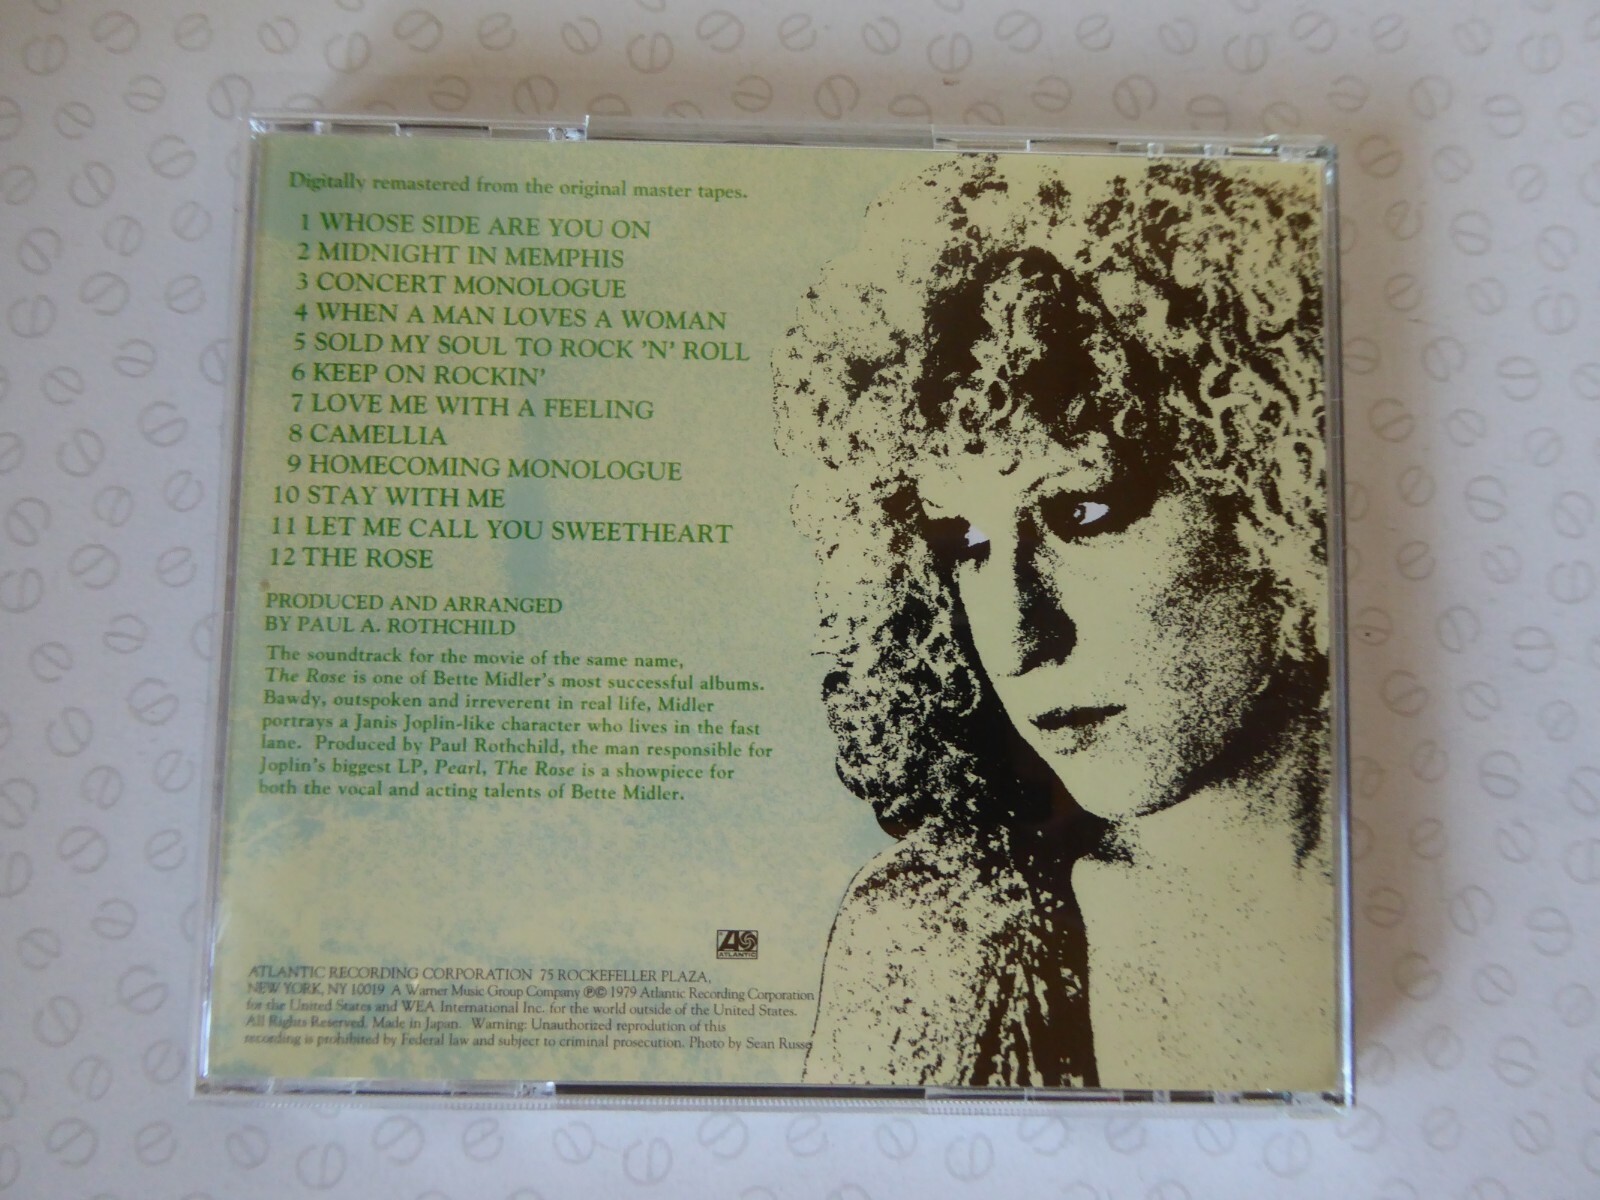 Digitally remastered from the original master tapes.
1 WHOSE SIDE ARE YOU ON
2 MIDNIGHT IN MEMPHIS
3 CONCERT MONOLOGUE
4 WHEN A MAN LOVES A WOMAN
5 SOLD MY SOUL TO ROCK 'N' ROLL
6 KEEP ON ROCKIN'
7 LOVE ME WITH A FEELING
8 CAMELLIA
9 HOMECOMING MONOLOGUE
10 STAY WITH ME
11 LET ME CALL YOU SWEETHEART
12 THE ROSE
PRODUCED AND ARRANGED
BY PAUL A. ROTHCHILD
The soundtrack for the movie of the same name,
The Rose is one of Bette Midler's most successful albums.
Bawdy, outspoken and irreverent in real life, Midler
portrays a Janis Joplin-like character who lives in the fast
lane. Produced by Paul Rothchild, the man responsible for
Joplin's biggest LP, Pearl, The Rose is a showpiece for
both the vocal and acting talents of Bette Midler.
ATLANTIC
ATLANTIC RECORDING CORPORATION 75 ROCKEFELLER PLAZA,
NEW YORK, NY 10019 A Warner Music Group Company ℗© 1979 Atlantic Recording Corporation
for the United States and WEA International Inc. for the world outside of the United States.
All Rights Reserved. Made in Japan. Warning: Unauthorized reprodution of this
recording is prohibited by Federal law and subject to criminal prosecution. Photo by Sean Russe